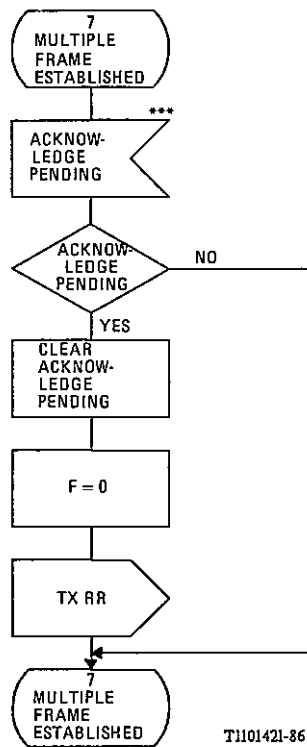 7
MULTIPLE
FRAME
ESTABLISHED
***
ACKNOW-
LEDGE
PENDING
ACKNOW-
LEDGE
PENDING
NO
YES
CLEAR
ACKNOW-
LEDGE
PENDING
F = 0
TX RR
7
MULTIPLE
FRAME
ESTABLISHED
T1101421-86